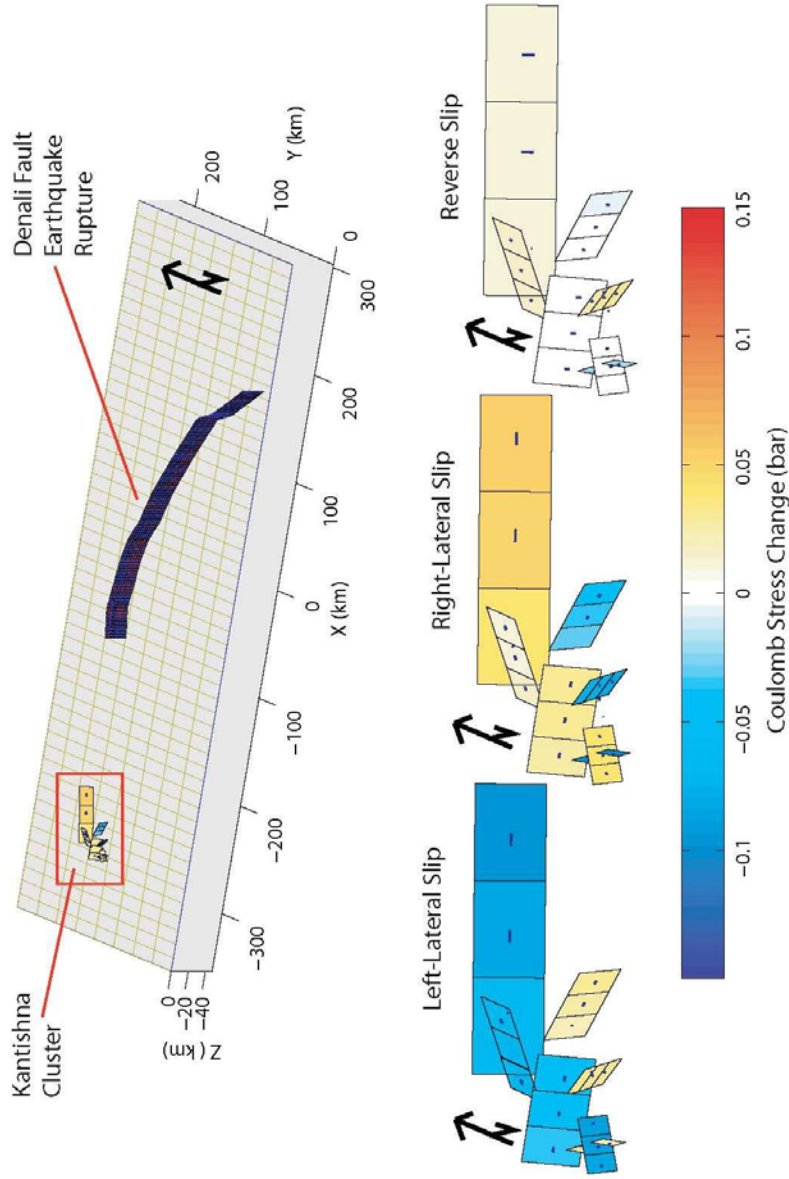 Kantishna
Cluster
Denali Fault
Earthquake
Rupture
0
-20
-40
Z (km)
-300
-200
-100
0
100
200
300
X (km)
0
100
200
Y (km)
Left-Lateral Slip
Right-Lateral Slip
Reverse Slip
-0.1
-0.05
0
0.05
0.1
0.15
Coulomb Stress Change (bar)